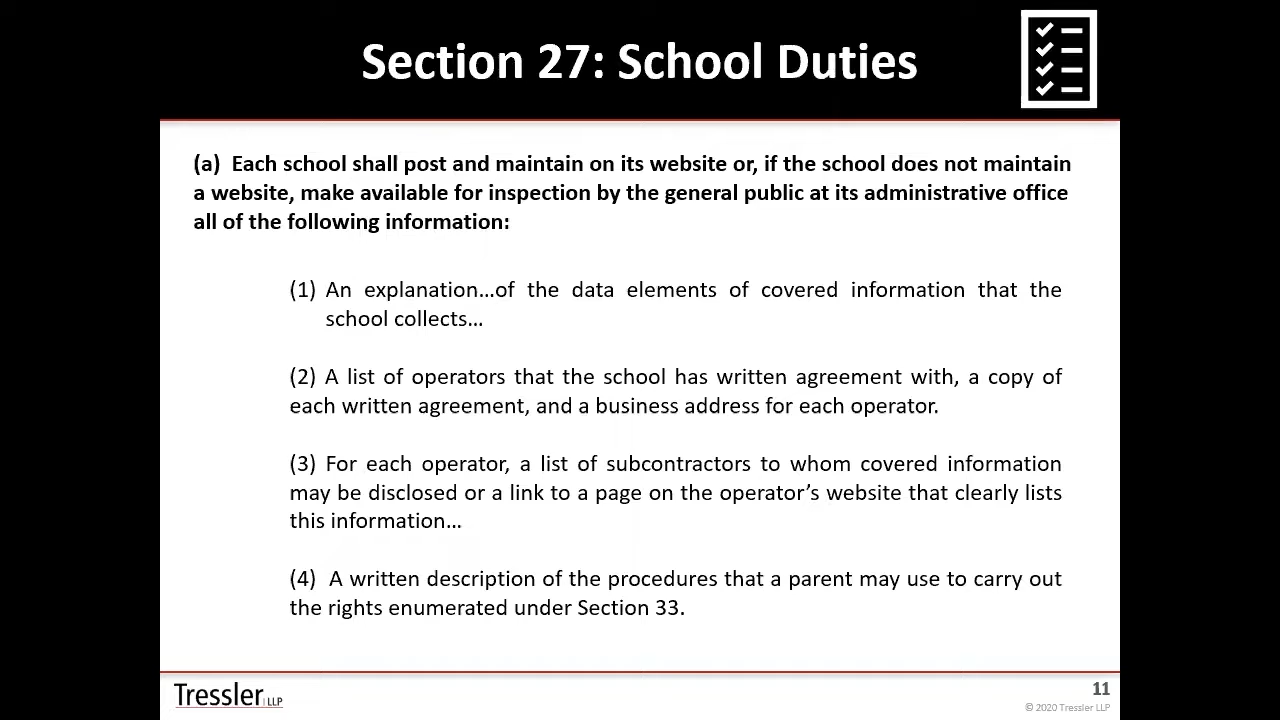 Section 27: School Duties
(a) Each school shall post and maintain on its website or, if the school does not maintain
a website, make available for inspection by the general public at its administrative office
all of the following information:
(1) An explanation…of the data elements of covered information that the
school collects…
(2) A list of operators that the school has written agreement with, a copy of
each written agreement, and a business address for each operator.
(3) For each operator, a list of subcontractors to whom covered information
may be disclosed or a link to a page on the operator’s website that clearly lists
this information…
(4) A written description of the procedures that a parent may use to carry out
the rights enumerated under Section 33.
Tressler LLP
11
© 2020 Tressler LLP